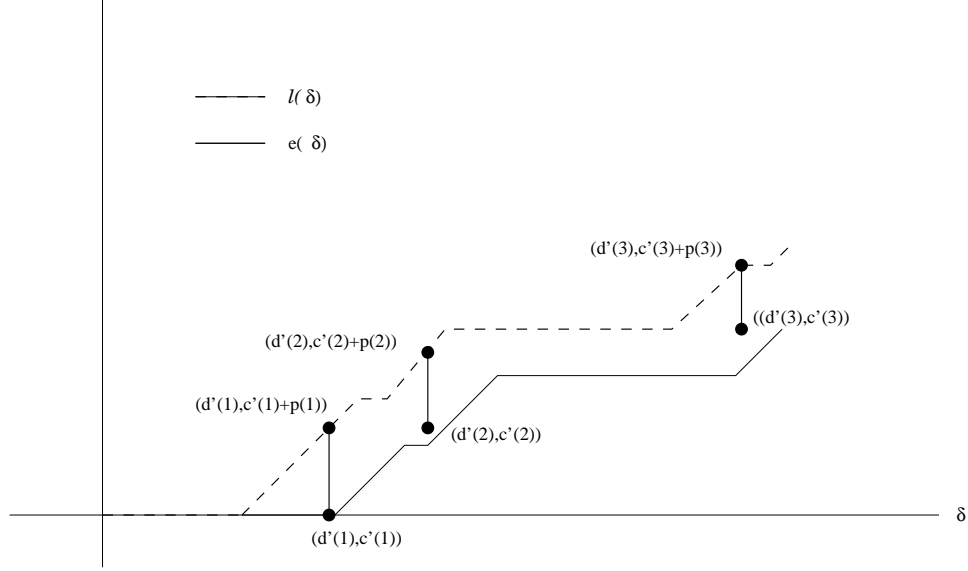 l( δ)
e( δ)
(d'(3),c'(3)+p(3))
((d'(3),c'(3))
(d'(2),c'(2)+p(2))
(d'(1),c'(1)+p(1))
(d'(2),c'(2))
δ
(d'(1),c'(1))